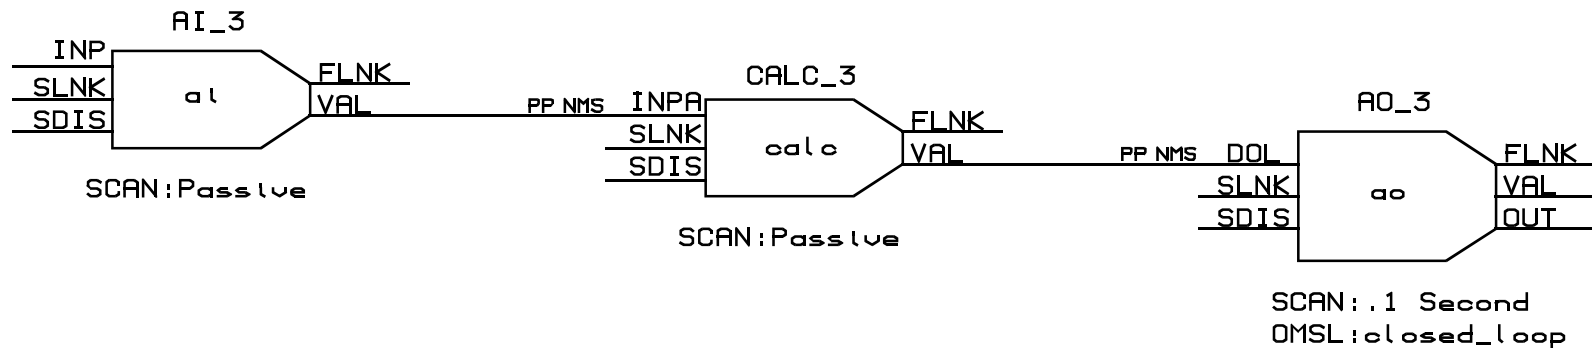 AI_3
INP
SLNK
SDIS
ai
FLNK
VAL
SCAN:Passive
PP NMS
CALC_3
INPA
SLNK
SDIS
calc
FLNK
VAL
SCAN:Passive
PP NMS
AO_3
DOL
SLNK
SDIS
ao
FLNK
VAL
OUT
SCAN:.1 Second
OMSL:closed_loop